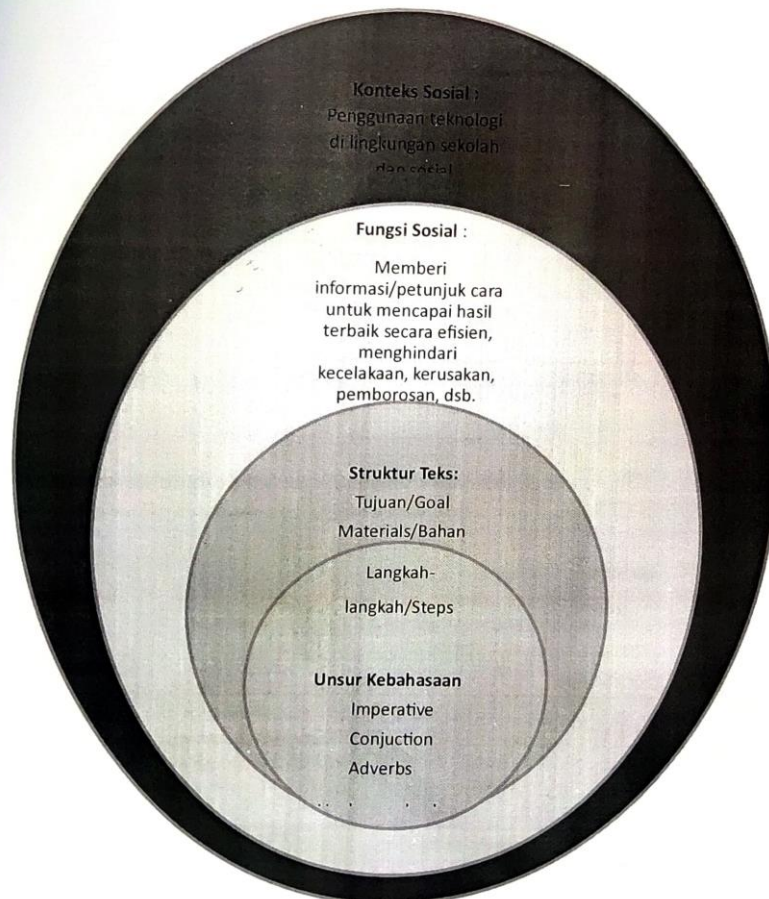 Konteks Sosial :
Penggunaan teknologi
di lingkungan sekolah
dan social
Fungsi Sosial :
Memberi
informasi/petunjuk cara
untuk mencapai hasil
terbaik secara efisien,
menghindari
kecelakaan, kerusakan,
pemborosan, dsb.
Struktur Teks:
Tujuan/Goal
Materials/Bahan
Langkah-
langkah/Steps
Unsur Kebahasaan
Imperative
Conjuction
Adverbs